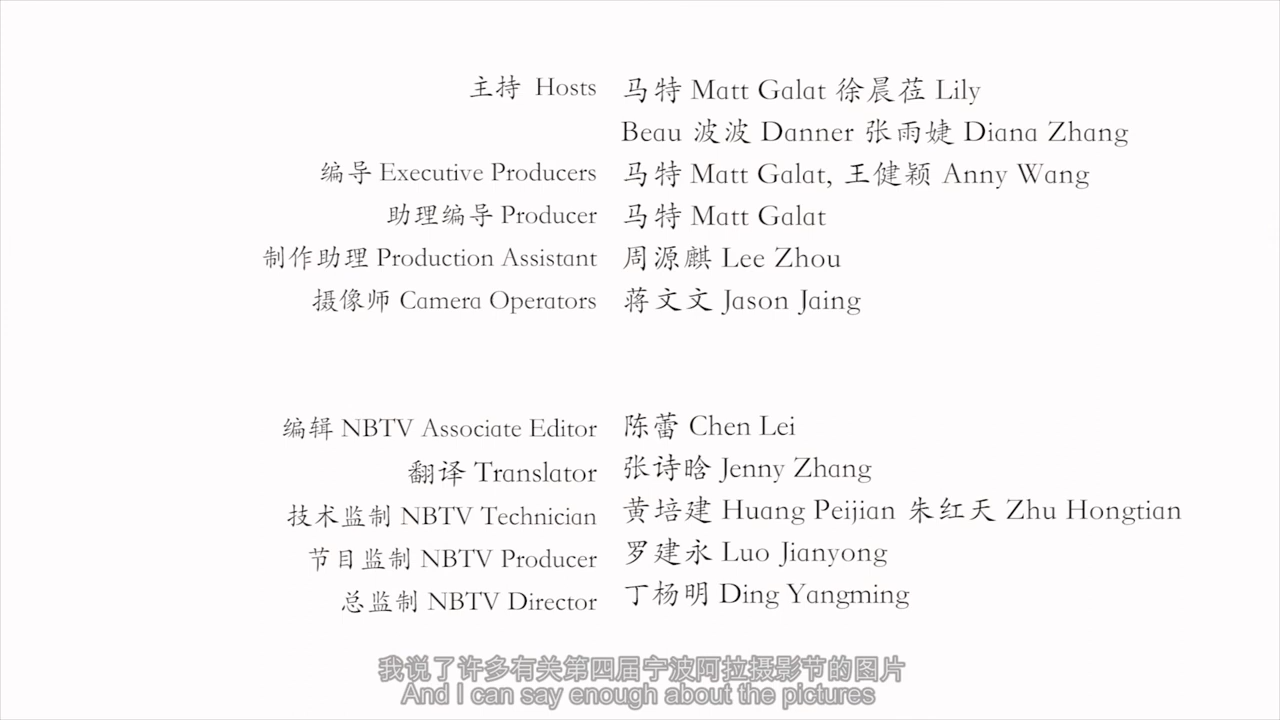 主持 Hosts 马特 Matt Galat 徐晨莅 Lily
Beau 波波 Danner 张雨婕 Diana Zhang
编导 Executive Producers 马特 Matt Galat, 王健颖 Anny Wang
助理编导 Producer 马特 Matt Galat
制作助理 Production Assistant 周源麒 Lee Zhou
摄像师 Camera Operators 蒋文文 Jason Jaing
编辑 NBTV Associate Editor 陈蕾 Chen Lei
翻译 Translator 张诗晗 Jenny Zhang
技术监制 NBTV Technician 黄培建 Huang Peijian 朱红天 Zhu Hongtian
节目监制 NBTV Producer 罗建永 Luo Jianyong
总监制 NBTV Director 丁杨明 Ding Yangming
我说了许多有关第四届宁波阿拉摄影节的图片
And I can say enough about the pictures